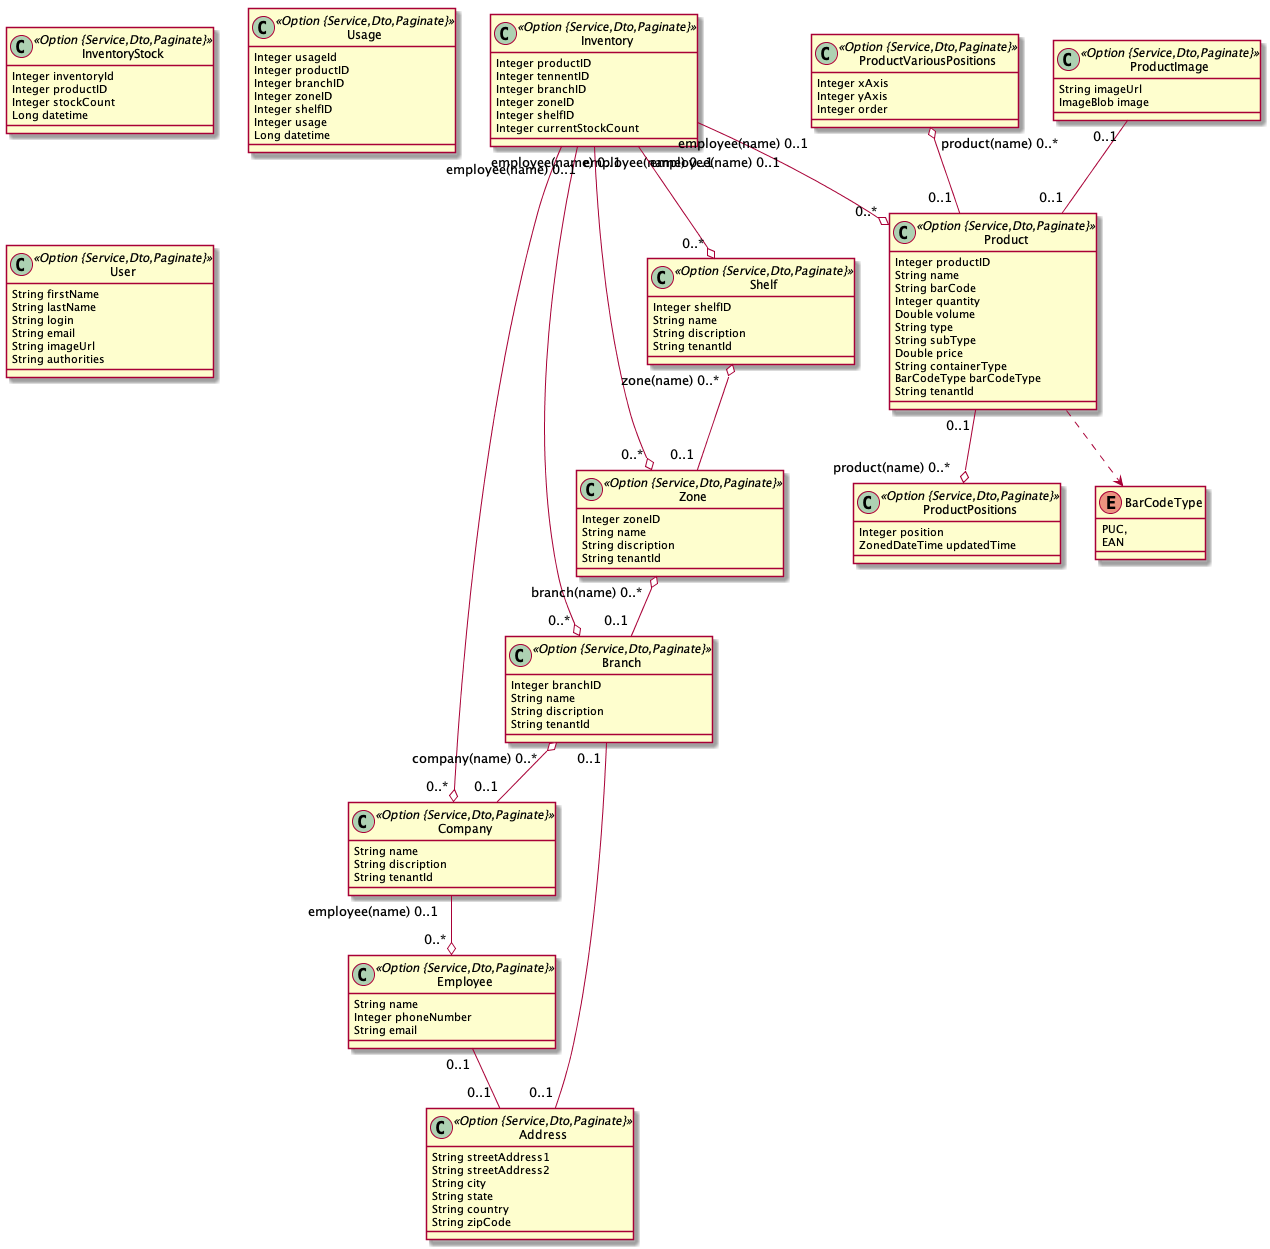 C «Option {Service,Dto,Paginate}»
InventoryStock
Integer inventoryId
Integer productID
Integer stockCount
Long datetime
C «Option {Service,Dto,Paginate}»
Usage
Integer usageId
Integer productID
Integer branchID
Integer zoneID
Integer shelfID
Integer usage
Long datetime
C «Option {Service,Dto,Paginate}»
Inventory
Integer productID
Integer tennentID
Integer branchID
Integer zoneID
Integer shelfID
Integer currentStockCount
C «Option {Service,Dto,Paginate}»
ProductVariousPositions
Integer xAxis
Integer yAxis
Integer order
C «Option {Service,Dto,Paginate}»
ProductImage
String imageUrl
ImageBlob image
employee(name) 0..1
employee(name) 0..1
employee(name) 0..1
employee(name) 0..1
employee(name) 0..1
product(name) 0..*
0..1
0..1
0..1
0..*
C «Option {Service,Dto,Paginate}»
User
String firstName
String lastName
String login
String email
String imageUrl
String authorities
0..*
C «Option {Service,Dto,Paginate}»
Shelf
Integer shelfID
String name
String discription
String tenantId
C «Option {Service,Dto,Paginate}»
Product
Integer productID
String name
String barCode
Integer quantity
Double volume
String type
String subType
Double price
String containerType
BarCodeType barCodeType
String tenantId
zone(name) 0..*
0..*
0..1
0..1
product(name) 0..*
C «Option {Service,Dto,Paginate}»
Zone
Integer zoneID
String name
String discription
String tenantId
C «Option {Service,Dto,Paginate}»
ProductPositions
Integer position
ZonedDateTime updatedTime
E BarCodeType
PUC,
EAN
branch(name) 0..*
0..*
0..1
C «Option {Service,Dto,Paginate}»
Branch
Integer branchID
String name
String discription
String tenantId
company(name) 0..*
0..1
0..*
0..1
C «Option {Service,Dto,Paginate}»
Company
String name
String discription
String tenantId
employee(name) 0..1
0..*
C «Option {Service,Dto,Paginate}»
Employee
String name
Integer phoneNumber
String email
0..1
0..1
0..1
C «Option {Service,Dto,Paginate}»
Address
String streetAddress1
String streetAddress2
String city
String state
String country
String zipCode